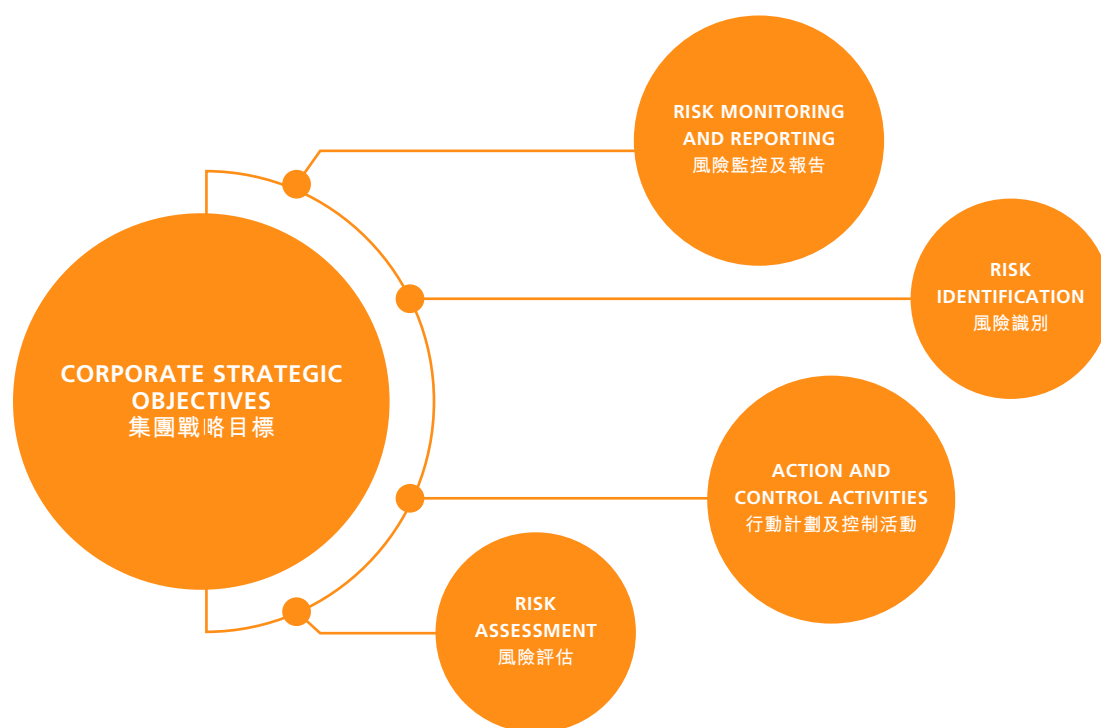 RISK MONITORING
AND REPORTING
風險監控及報告
RISK
IDENTIFICATION
風險識別
CORPORATE STRATEGIC
OBJECTIVES
集團戰略目標
ACTION AND
CONTROL ACTIVITIES
行動計劃及控制活動
RISK
ASSESSMENT
風險評估